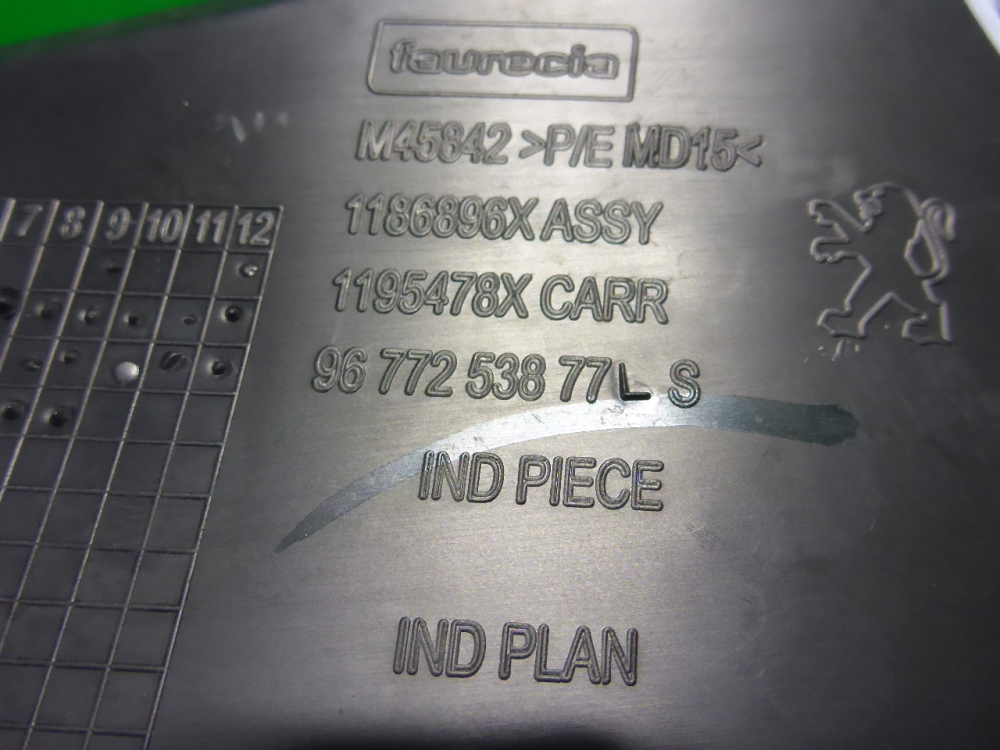 faurecia
M45842 >P/E MD15<
1186896X ASSY
7 8 9 10 11 12
1195478X CARR
96 772 538 77 L S
IND PIECE
IND PLAN